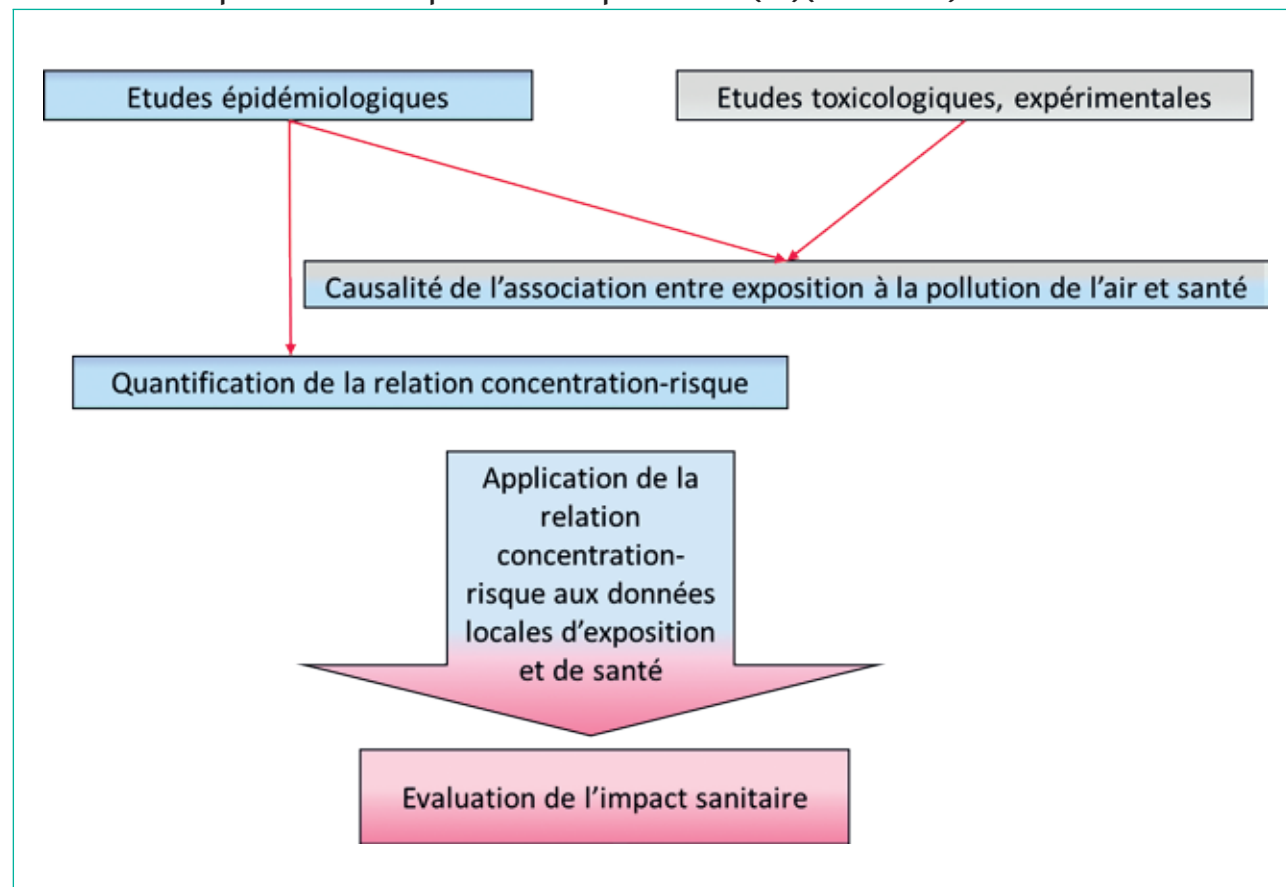 Etudes épidémiologiques
Etudes toxicologiques, expérimentales
Causalité de l’association entre exposition à la pollution de l’air et santé
Quantification de la relation concentration-risque
Application de la
relation
concentration-
risque aux données
locales d’exposition
et de santé
Evaluation de l’impact sanitaire